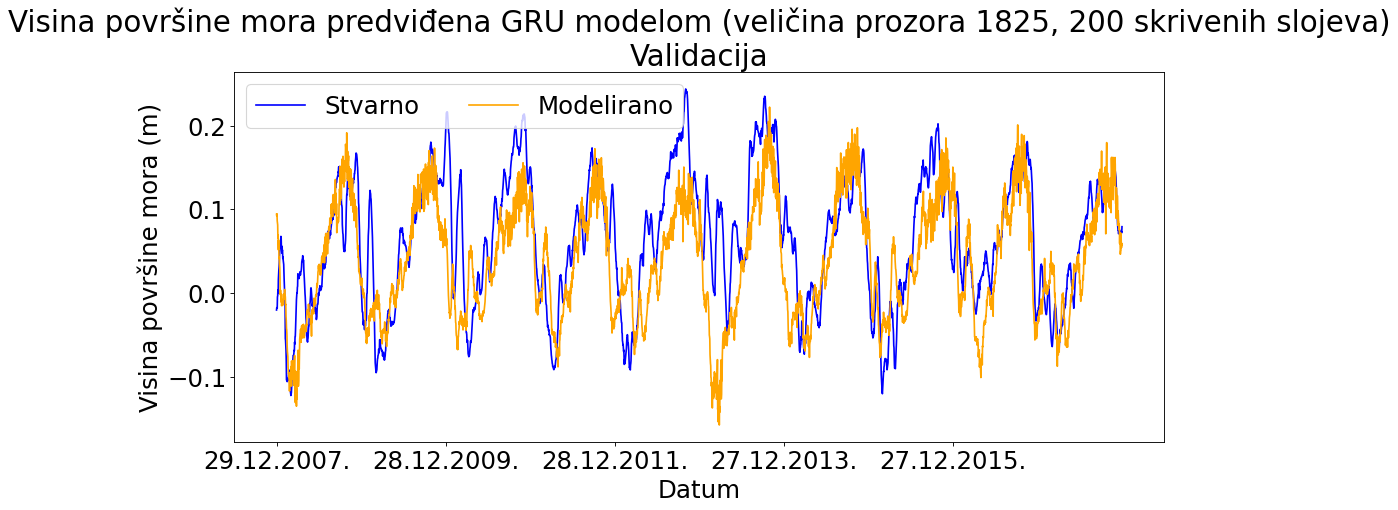 Visina površine mora predviđena GRU modelom (veličina prozora 1825, 200 skrivenih slojeva)
Validacija
Stvarno Modelirano
Visina površine mora (m)
0.2
0.1
0.0
−0.1
29.12.2007. 28.12.2009. 28.12.2011. 27.12.2013. 27.12.2015.
Datum